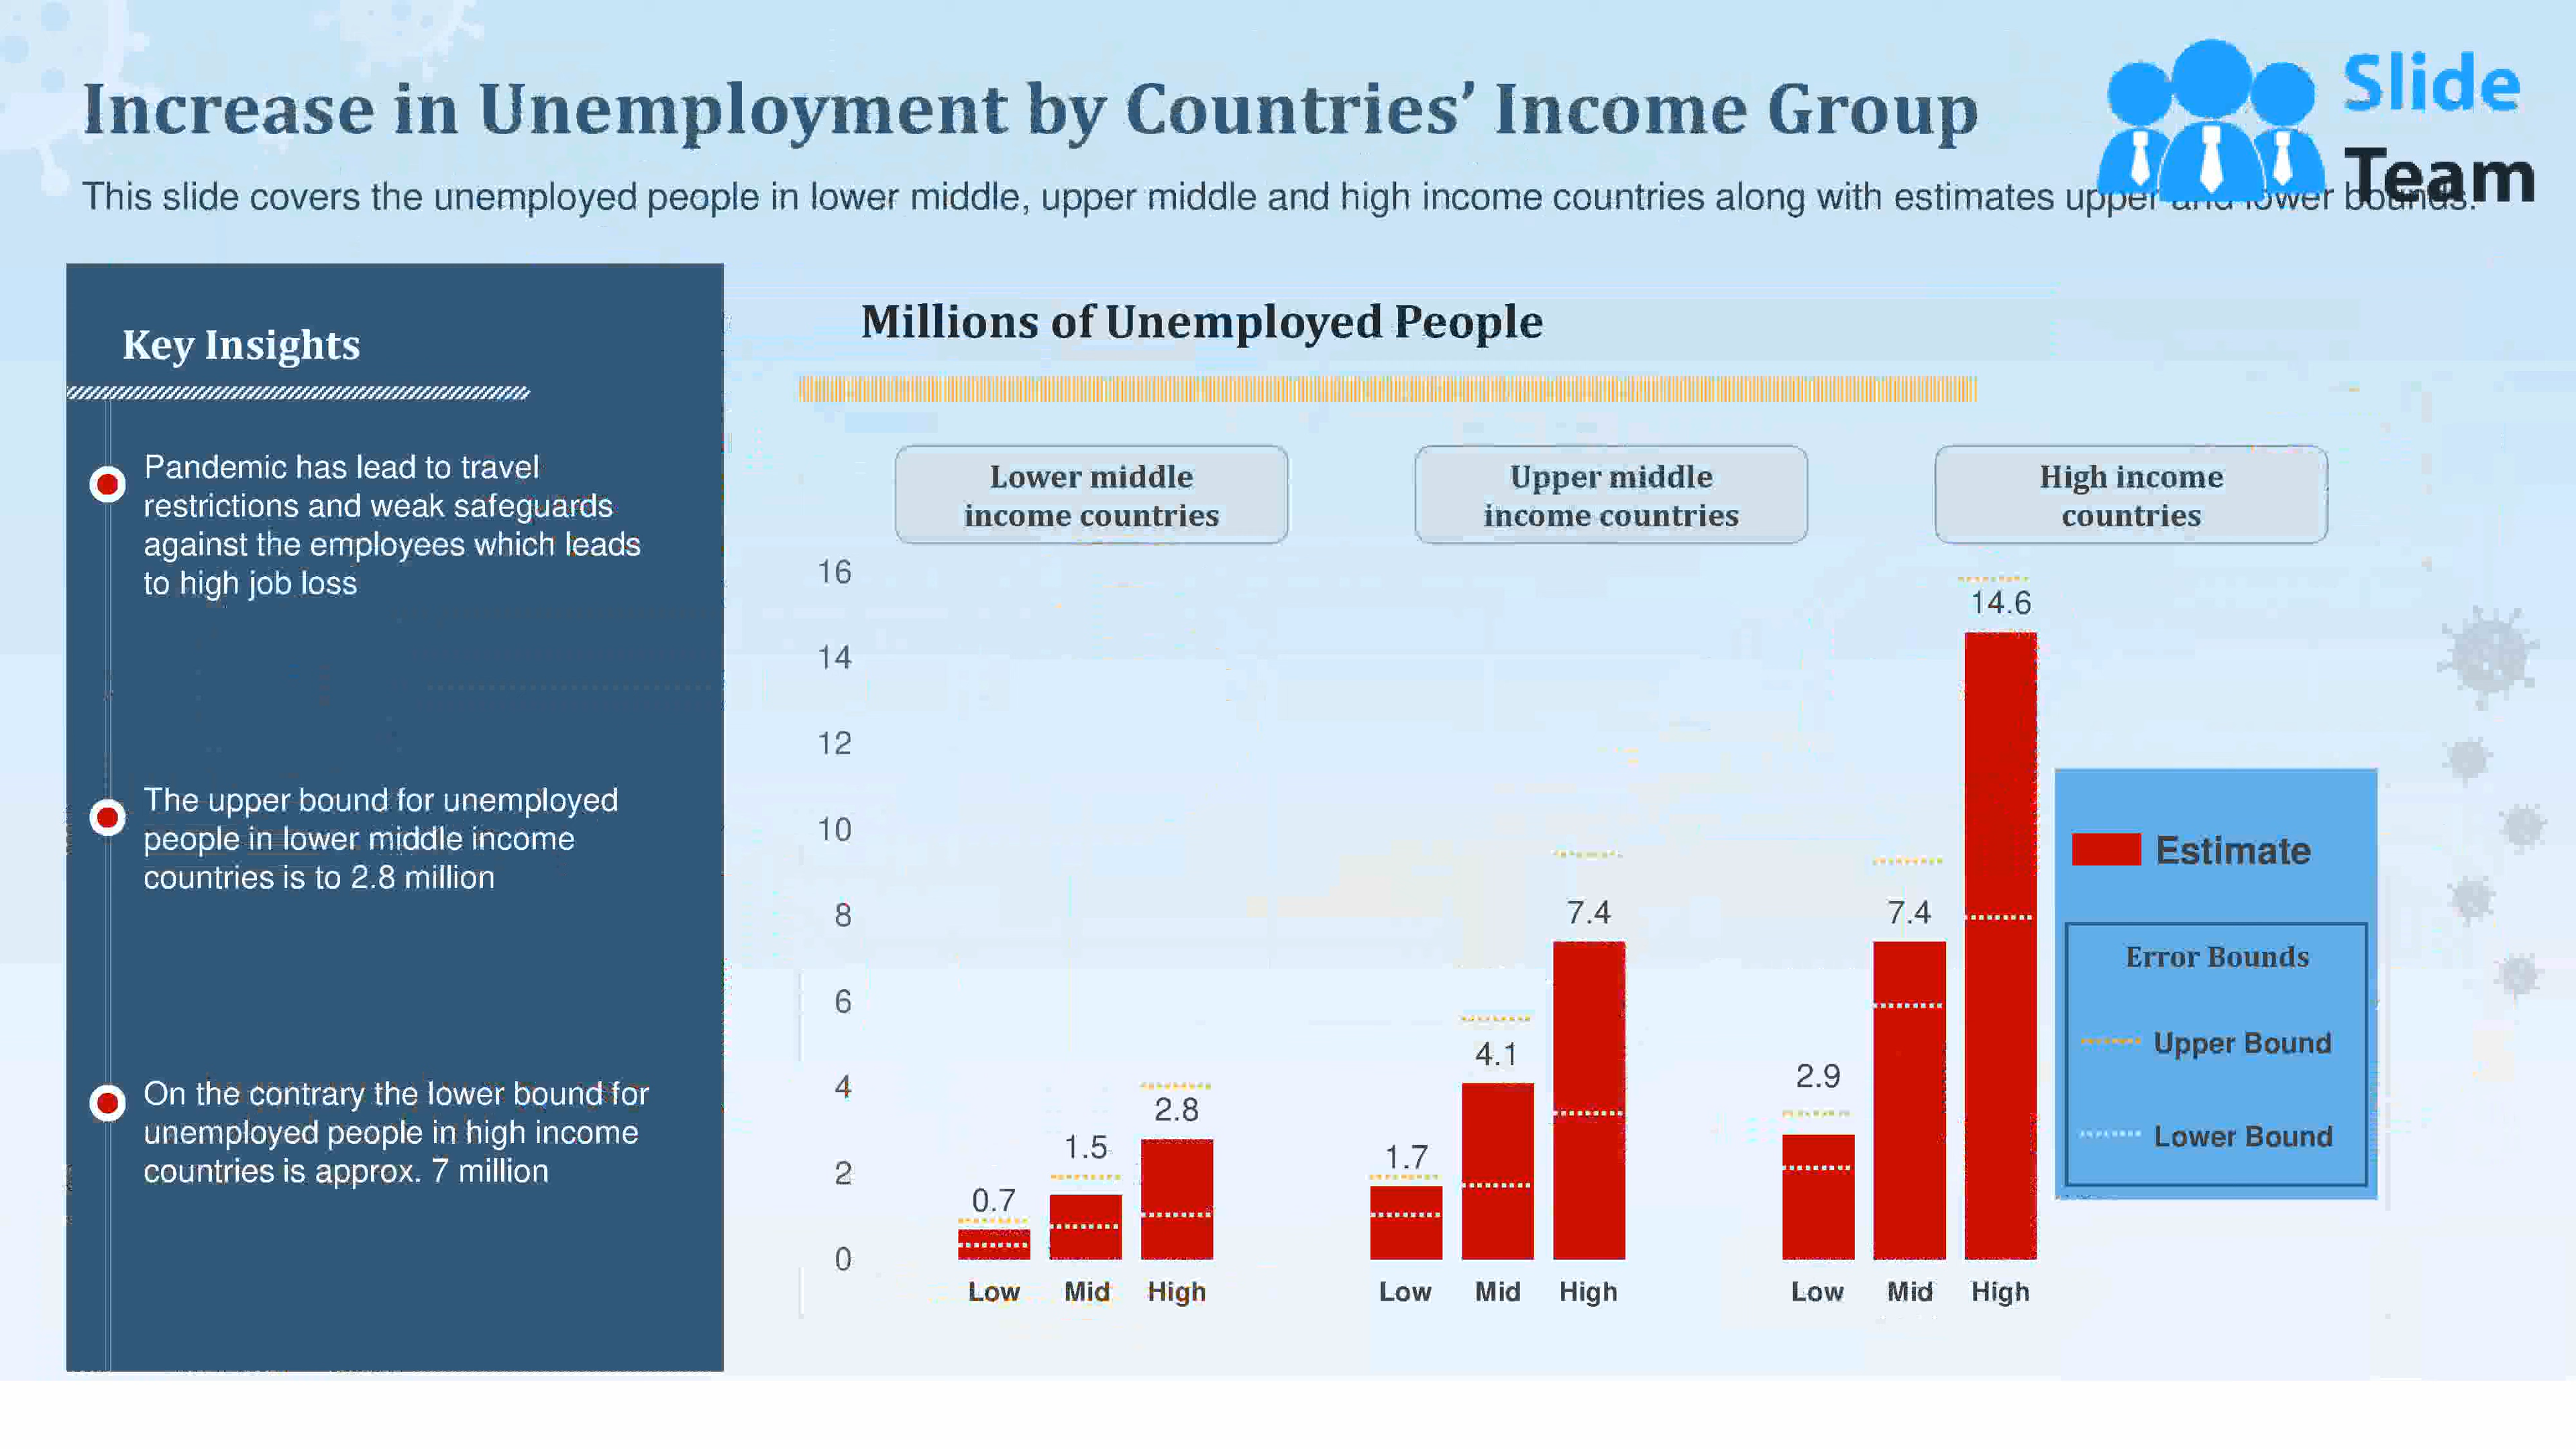 Increase in Unemployment by Countries’ Income Group
This slide covers the unemployed people in lower middle, upper middle and high income countries along with estimates upper and lower bounds.
Slide
Team
Key Insights
Pandemic has lead to travel
restrictions and weak safeguards
against the employees which leads
to high job loss
The upper bound for unemployed
people in lower middle income
countries is to 2.8 million
On the contrary the lower bound for
unemployed people in high income
countries is approx. 7 million
Millions of Unemployed People
Lower middle
income countries
Upper middle
income countries
High income
countries
16
14
12
10
8
6
4
2
0
0.7
1.5
2.8
1.7
4.1
7.4
2.9
7.4
14.6
Low Mid High
Low Mid High
Low Mid High
Estimate
Error Bounds
Upper Bound
Lower Bound